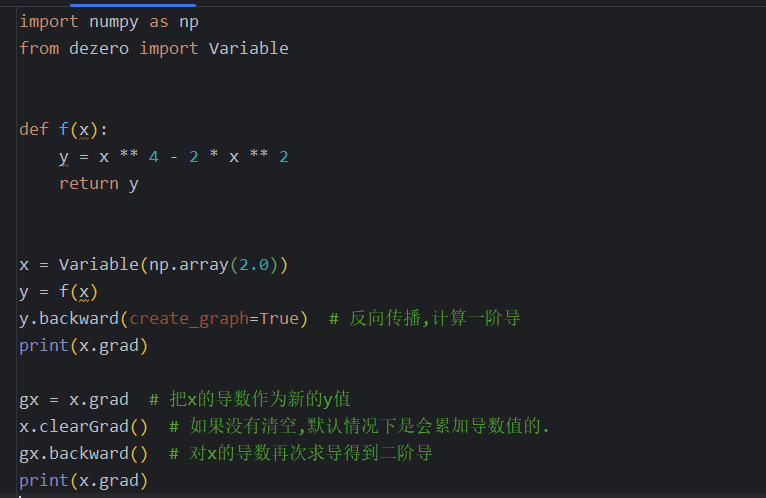 import numpy as np
from dezero import Variable
def f(x):
    y = x ** 4 - 2 * x ** 2
    return y
x = Variable(np.array(2.0))
y = f(x)
y.backward(create_graph=True)  # 反向传播,计算一阶导
print(x.grad)
gx = x.grad  # 把x的导数作为新的y值
x.clearGrad()  # 如果没有清空,默认情况下是会累加导数值的.
gx.backward()  # 对x的导数再次求导得到二阶导
print(x.grad)